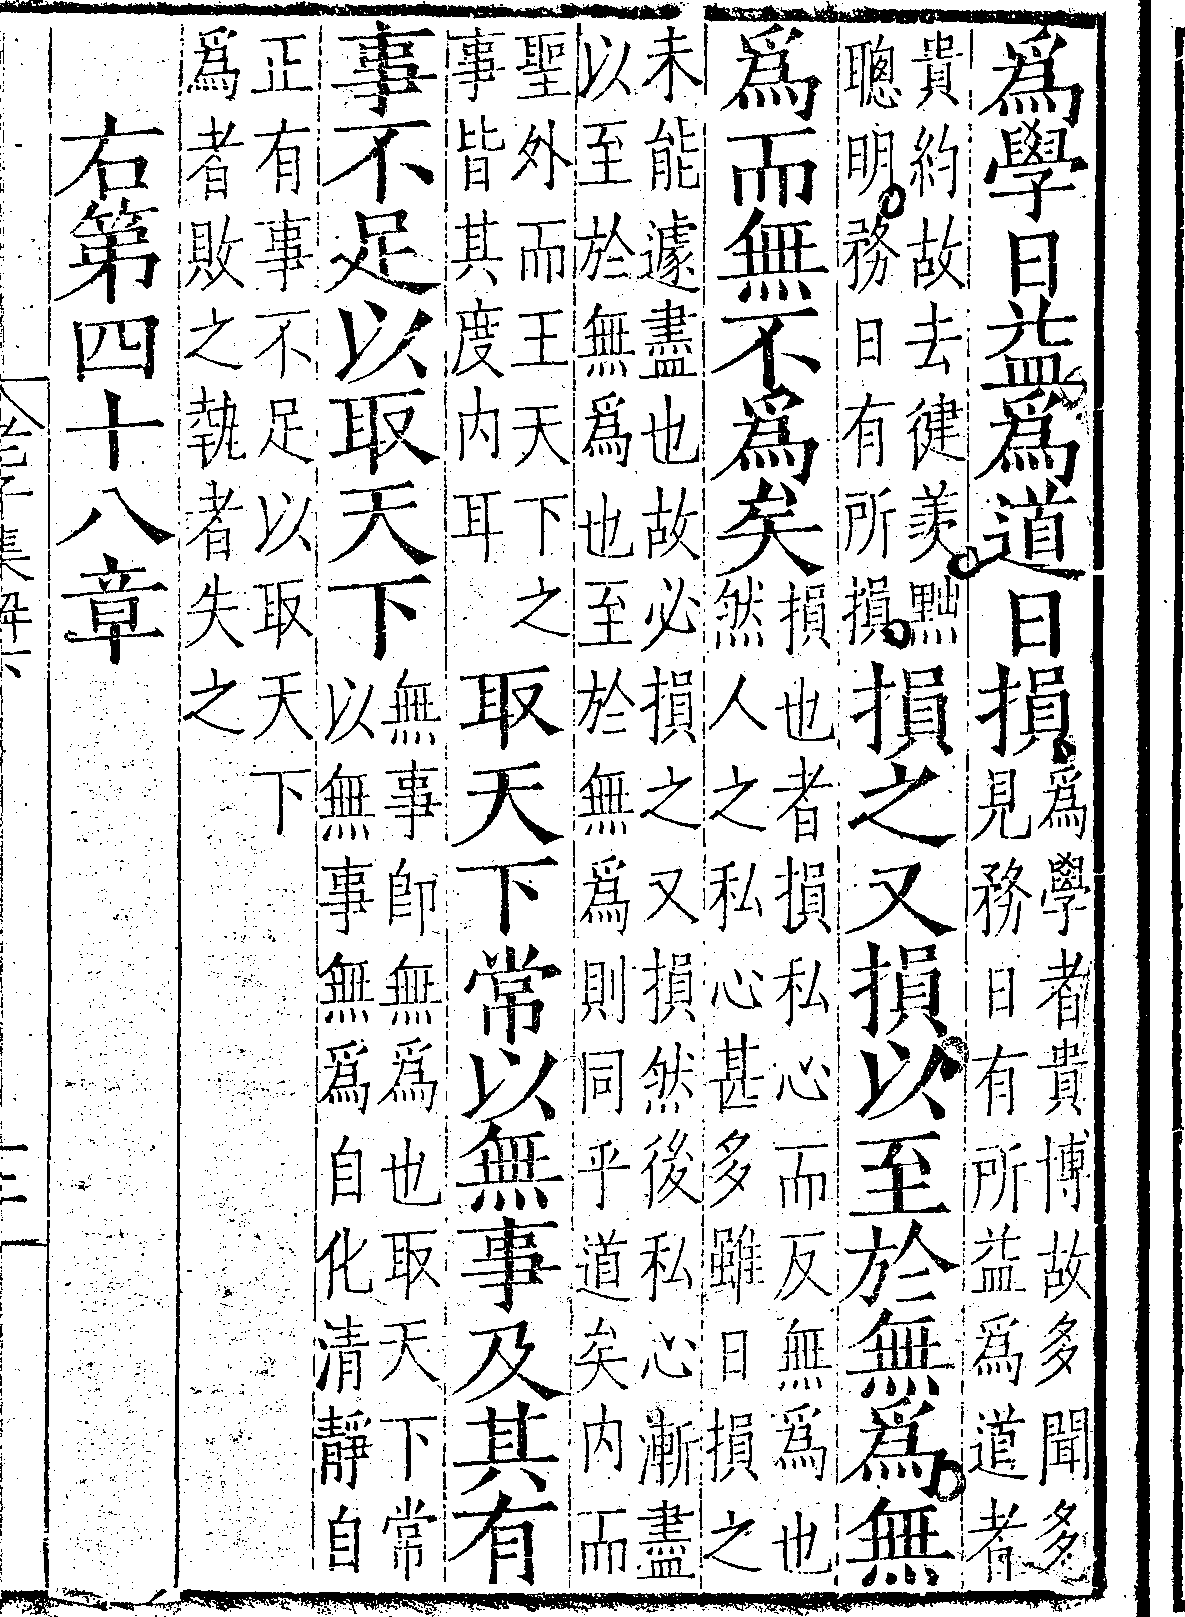 爲學日益爲道日損
爲學者貴博故多聞多
見務日有所益爲道者
貴約故去徤羨黜
聰明務日有所損
損之又損以至於無爲無
爲而無不爲矣
損也者損私心而反無爲也
然人之私心甚多雖日損之
未能遽盡也故必損之又損然後私心漸盡
以至於無爲也至於無爲則同乎道矣内而
聖外而王天下之
事皆其度内耳
取天下常以無事及其有
事不足以取天下
無事卽無爲也取天下常
以無事無爲自化清靜自
正有事不足以取天下
爲者敗之執者失之
右第四十八章
老子集解下